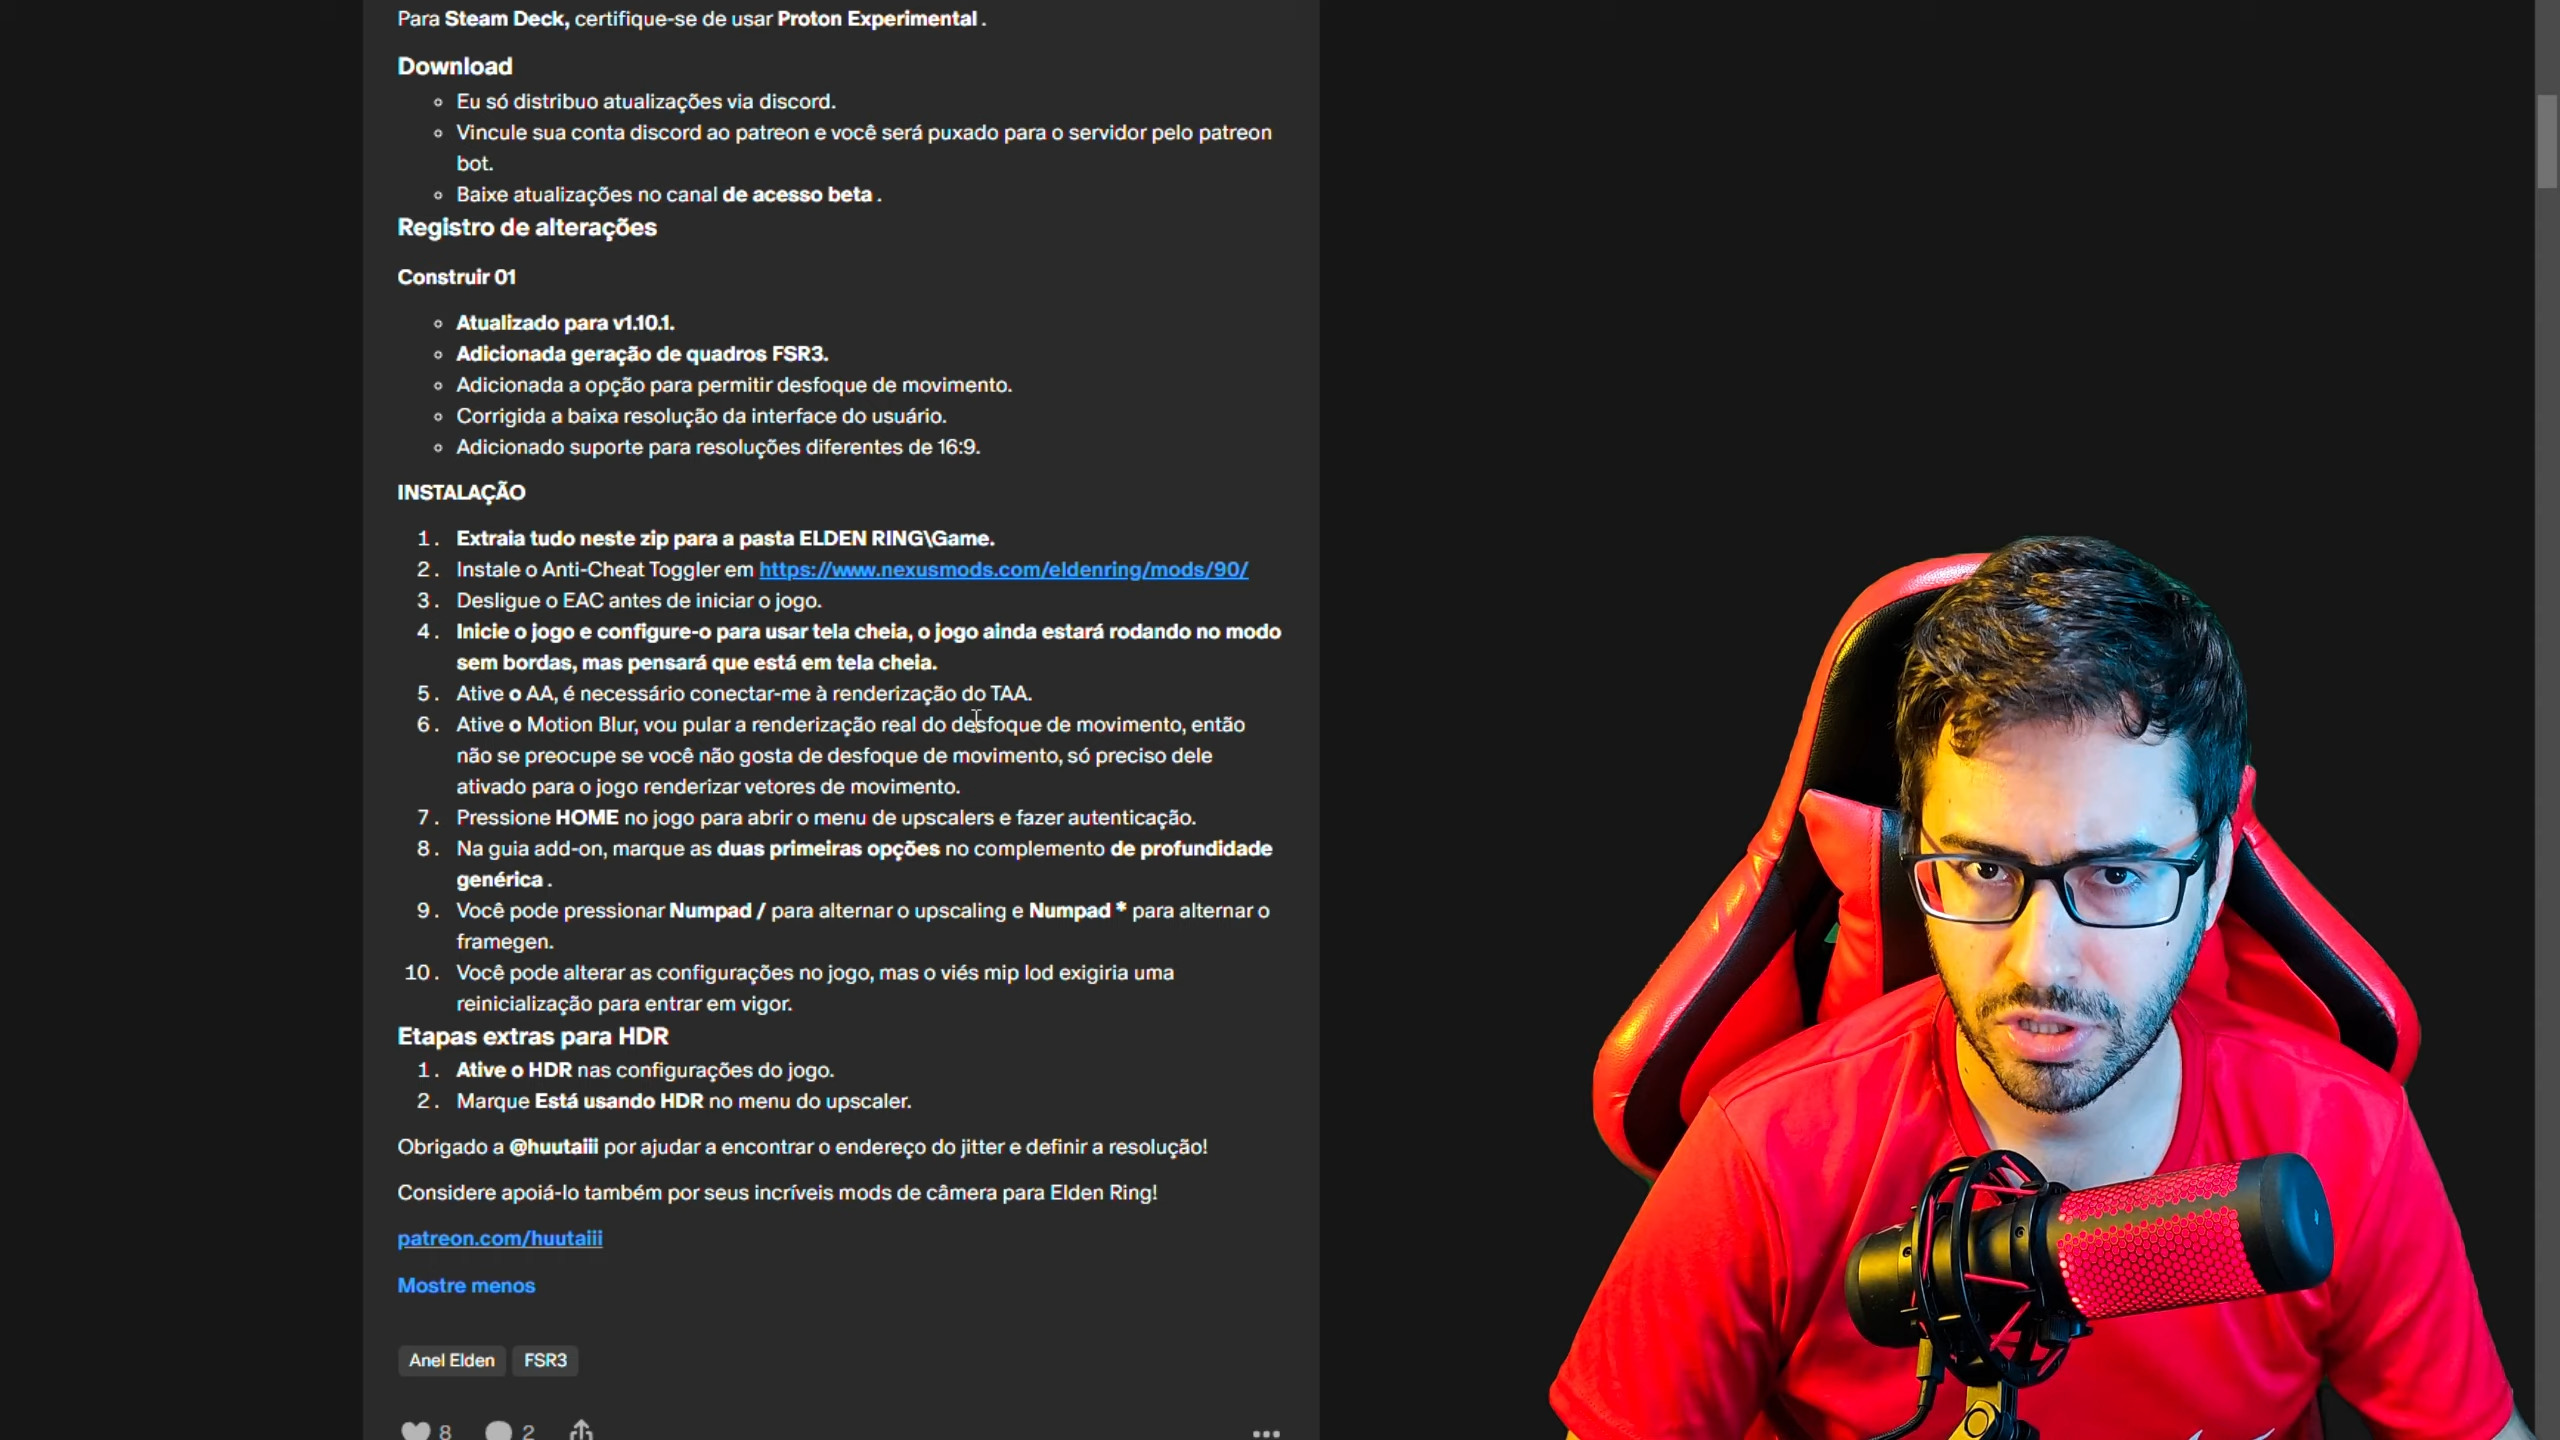 Para Steam Deck, certifique-se de usar Proton Experimental .
Download
Eu só distribuo atualizações via discord.
Vincule sua conta discord ao patreon e você será puxado para o servidor pelo patreon
bot.
Baixe atualizações no canal de acesso beta .
Registro de alterações
Construir 01
Atualizado para v1.10.1.
Adicionada geração de quadros FSR3.
Adicionada a opção para permitir desfoque de movimento.
Corrigida a baixa resolução da interface do usuário.
Adicionado suporte para resoluções diferentes de 16:9.
INSTALAÇÃO
1. Extraia tudo neste zip para a pasta ELDEN RING\Game.
2. Instale o Anti-Cheat Toggler em https://www.nexusmods.com/eldenring/mods/90/
3. Desligue o EAC antes de iniciar o jogo.
4. Inicie o jogo e configure-o para usar tela cheia, o jogo ainda estará rodando no modo
sem bordas, mas pensará que está em tela cheia.
5. Ative o AA, é necessário conectar-me à renderização do TAA.
6. Ative o Motion Blur, vou pular a renderização real do desfoque de movimento, então
não se preocupe se você não gosta de desfoque de movimento, só preciso dele
ativado para o jogo renderizar vetores de movimento.
7. Pressione HOME no jogo para abrir o menu de upscalers e fazer autenticação.
8. Na guia add-on, marque as duas primeiras opções no complemento de profundidade
genérica .
9. Você pode pressionar Numpad / para alternar o upscaling e Numpad * para alternar o
framegen.
10. Você pode alterar as configurações no jogo, mas o viés mip lod exigiria uma
reinicialização para entrar em vigor.
Etapas extras para HDR
1. Ative o HDR nas configurações do jogo.
2. Marque Está usando HDR no menu do upscaler.
Obrigado a @huutaiii por ajudar a encontrar o endereço do jitter e definir a resolução!
Considere apoiá-lo também por seus incríveis mods de câmera para Elden Ring!
patreon.com/huutaiii
Mostre menos
Anel Elden FSR3
8 2